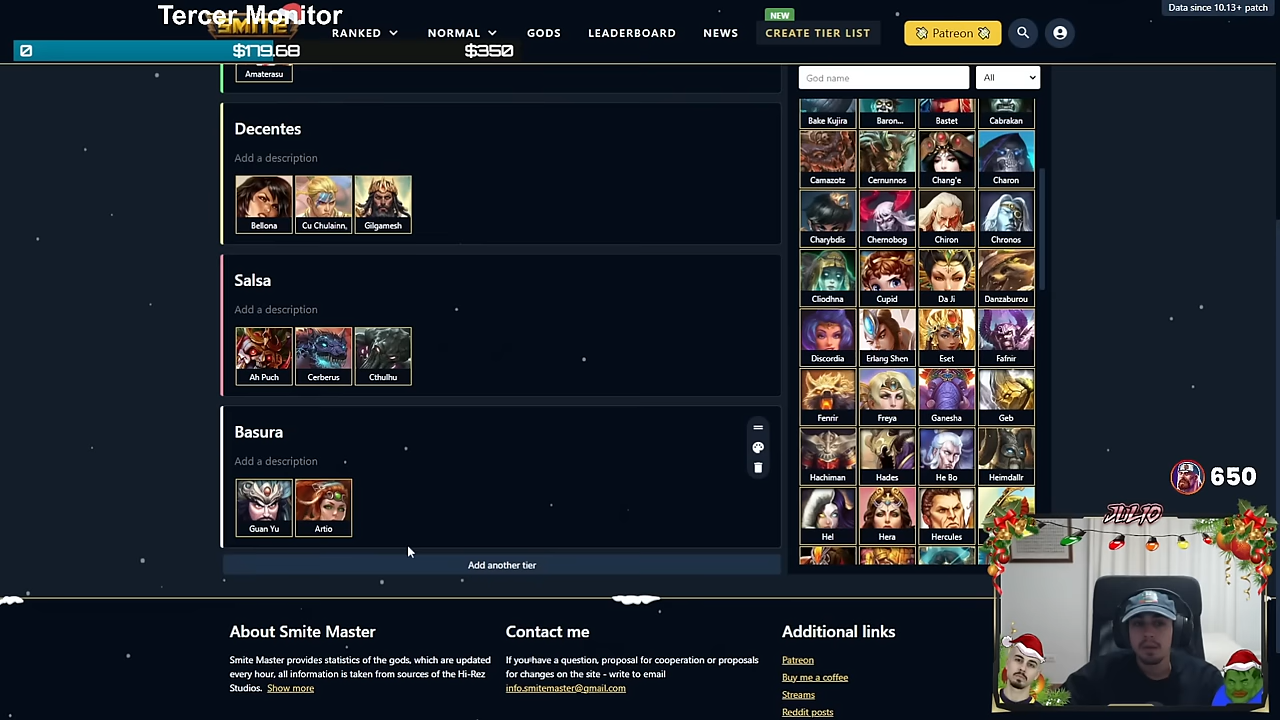 Tercer Monitor
SMITE
RANKED
NORMAL
GODS
LEADERBOARD
NEWS
NEW
CREATE TIER LIST
Patreon
Data since 10.13+ patch
0
$179.68
$350
Amaterasu
Decentes
Add a description
Bellona
Cu Chulainn,
Gilgamesh
Salsa
Add a description
Ah Puch
Cerberus
Cthulhu
Basura
Add a description
Guan Yu
Artio
Add another tier
God name
All
Bake Kujira
Baron...
Bastet
Cabrakan
Camazotz
Cernunnos
Chang'e
Charon
Charybdis
Chernobog
Chiron
Chronos
Cliodhna
Cupid
Da Ji
Danzaburou
Discordia
Erlang Shen
Eset
Fafnir
Fenrir
Freya
Ganesha
Geb
Hachiman
Hades
He Bo
Heimdallr
Hel
Hera
Hercules
650
JULIO
About Smite Master
Smite Master provides statistics of the gods, which are updated
every hour, all information is taken from sources of the Hi-Rez
Studios. Show more
Contact me
If you have a question, proposal for cooperation or proposals
for changes on the site - write to email
info.smitemaster@gmail.com
Additional links
Patreon
Buy me a coffee
Streams
Reddit posts